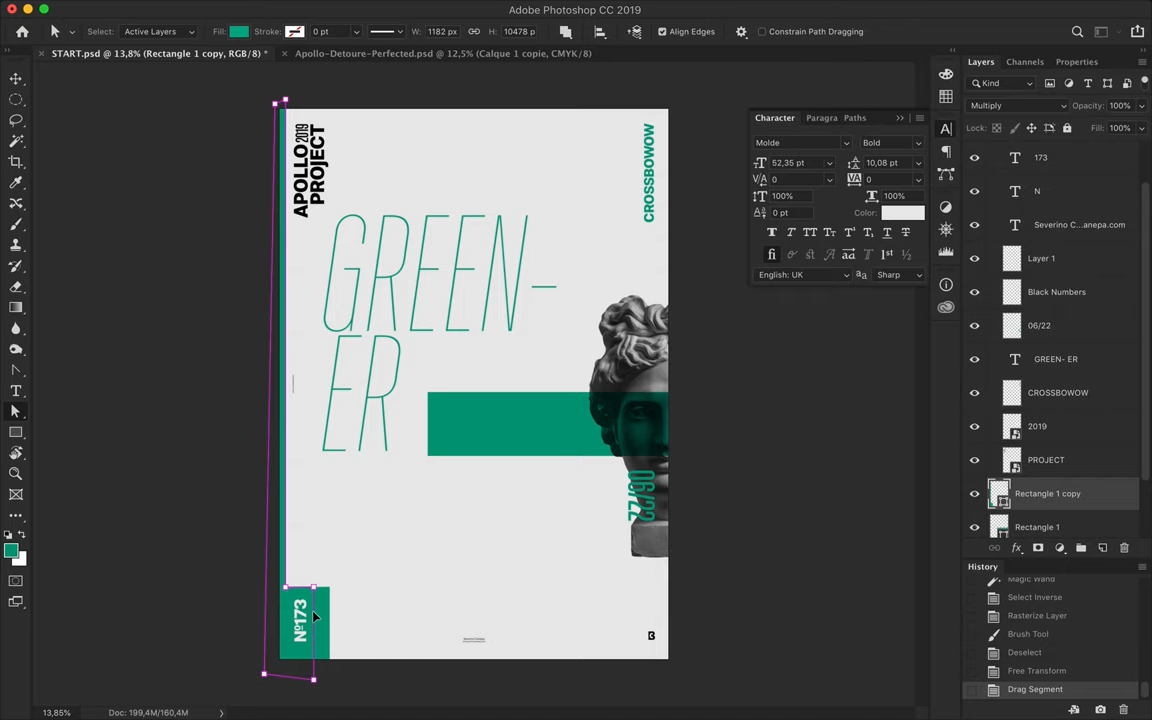 Adobe Photoshop CC 2019
Select: Active Layers Fill: Stroke: 0 pt W: 1182 px H: 10478 p Align Edges Constrain Path Dragging
START.psd @ 13,8% (Rectangle 1 copy, RGB/8) *
Apollo-Detoure-Perfected.psd @ 12,5% (Calque 1 copie, CMYK/8)
APOLLO 2019
PROJECT
CROSSBOWOW
GREEN-
ER
06/22
Nº173
B
Character Paragra Paths
Molde Bold
52,35 pt 10,08 pt
0 0
100% 100%
0 pt Color:
English: UK Sharp
Layers Channels Properties
Kind
Multiply Opacity: 100%
Lock: Fill: 100%
173
N
Severino C...anepa.com
Layer 1
Black Numbers
06/22
GREEN- ER
CROSSBOWOW
2019
PROJECT
Rectangle 1 copy
Rectangle 1
History
Magic Wand
Select Inverse
Rasterize Layer
Brush Tool
Deselect
Free Transform
Drag Segment
13,85% Doc: 199,4M/160,4M